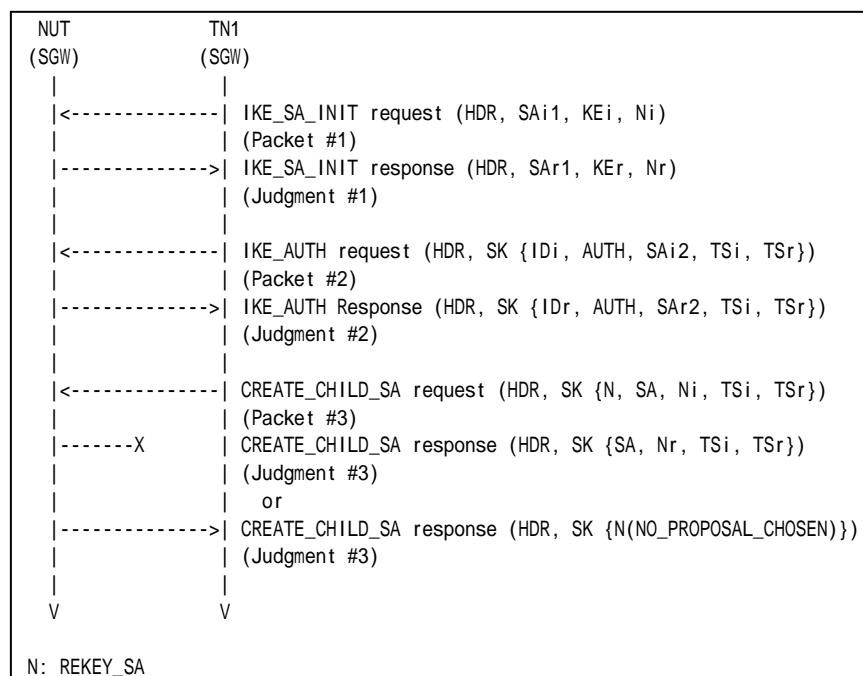 NUT TN1
(SGW) (SGW)
| |
|<--------------| IKE_SA_INIT request (HDR, SAi1, KEi, Ni)
| | (Packet #1)
|-------------->| IKE_SA_INIT response (HDR, SAr1, KEr, Nr)
| | (Judgment #1)
| |
|<--------------| IKE_AUTH request (HDR, SK {IDi, AUTH, SAi2, TSi, TSr})
| | (Packet #2)
|-------------->| IKE_AUTH Response (HDR, SK {IDr, AUTH, SAr2, TSi, TSr})
| | (Judgment #2)
| |
|<--------------| CREATE_CHILD_SA request (HDR, SK {N, SA, Ni, TSi, TSr})
| | (Packet #3)
|-------X | CREATE_CHILD_SA response (HDR, SK {SA, Nr, TSi, TSr})
| | (Judgment #3)
| | or
|-------------->| CREATE_CHILD_SA response (HDR, SK {N(NO_PROPOSAL_CHOSEN)})
| | (Judgment #3)
| |
V V
N: REKEY_SA